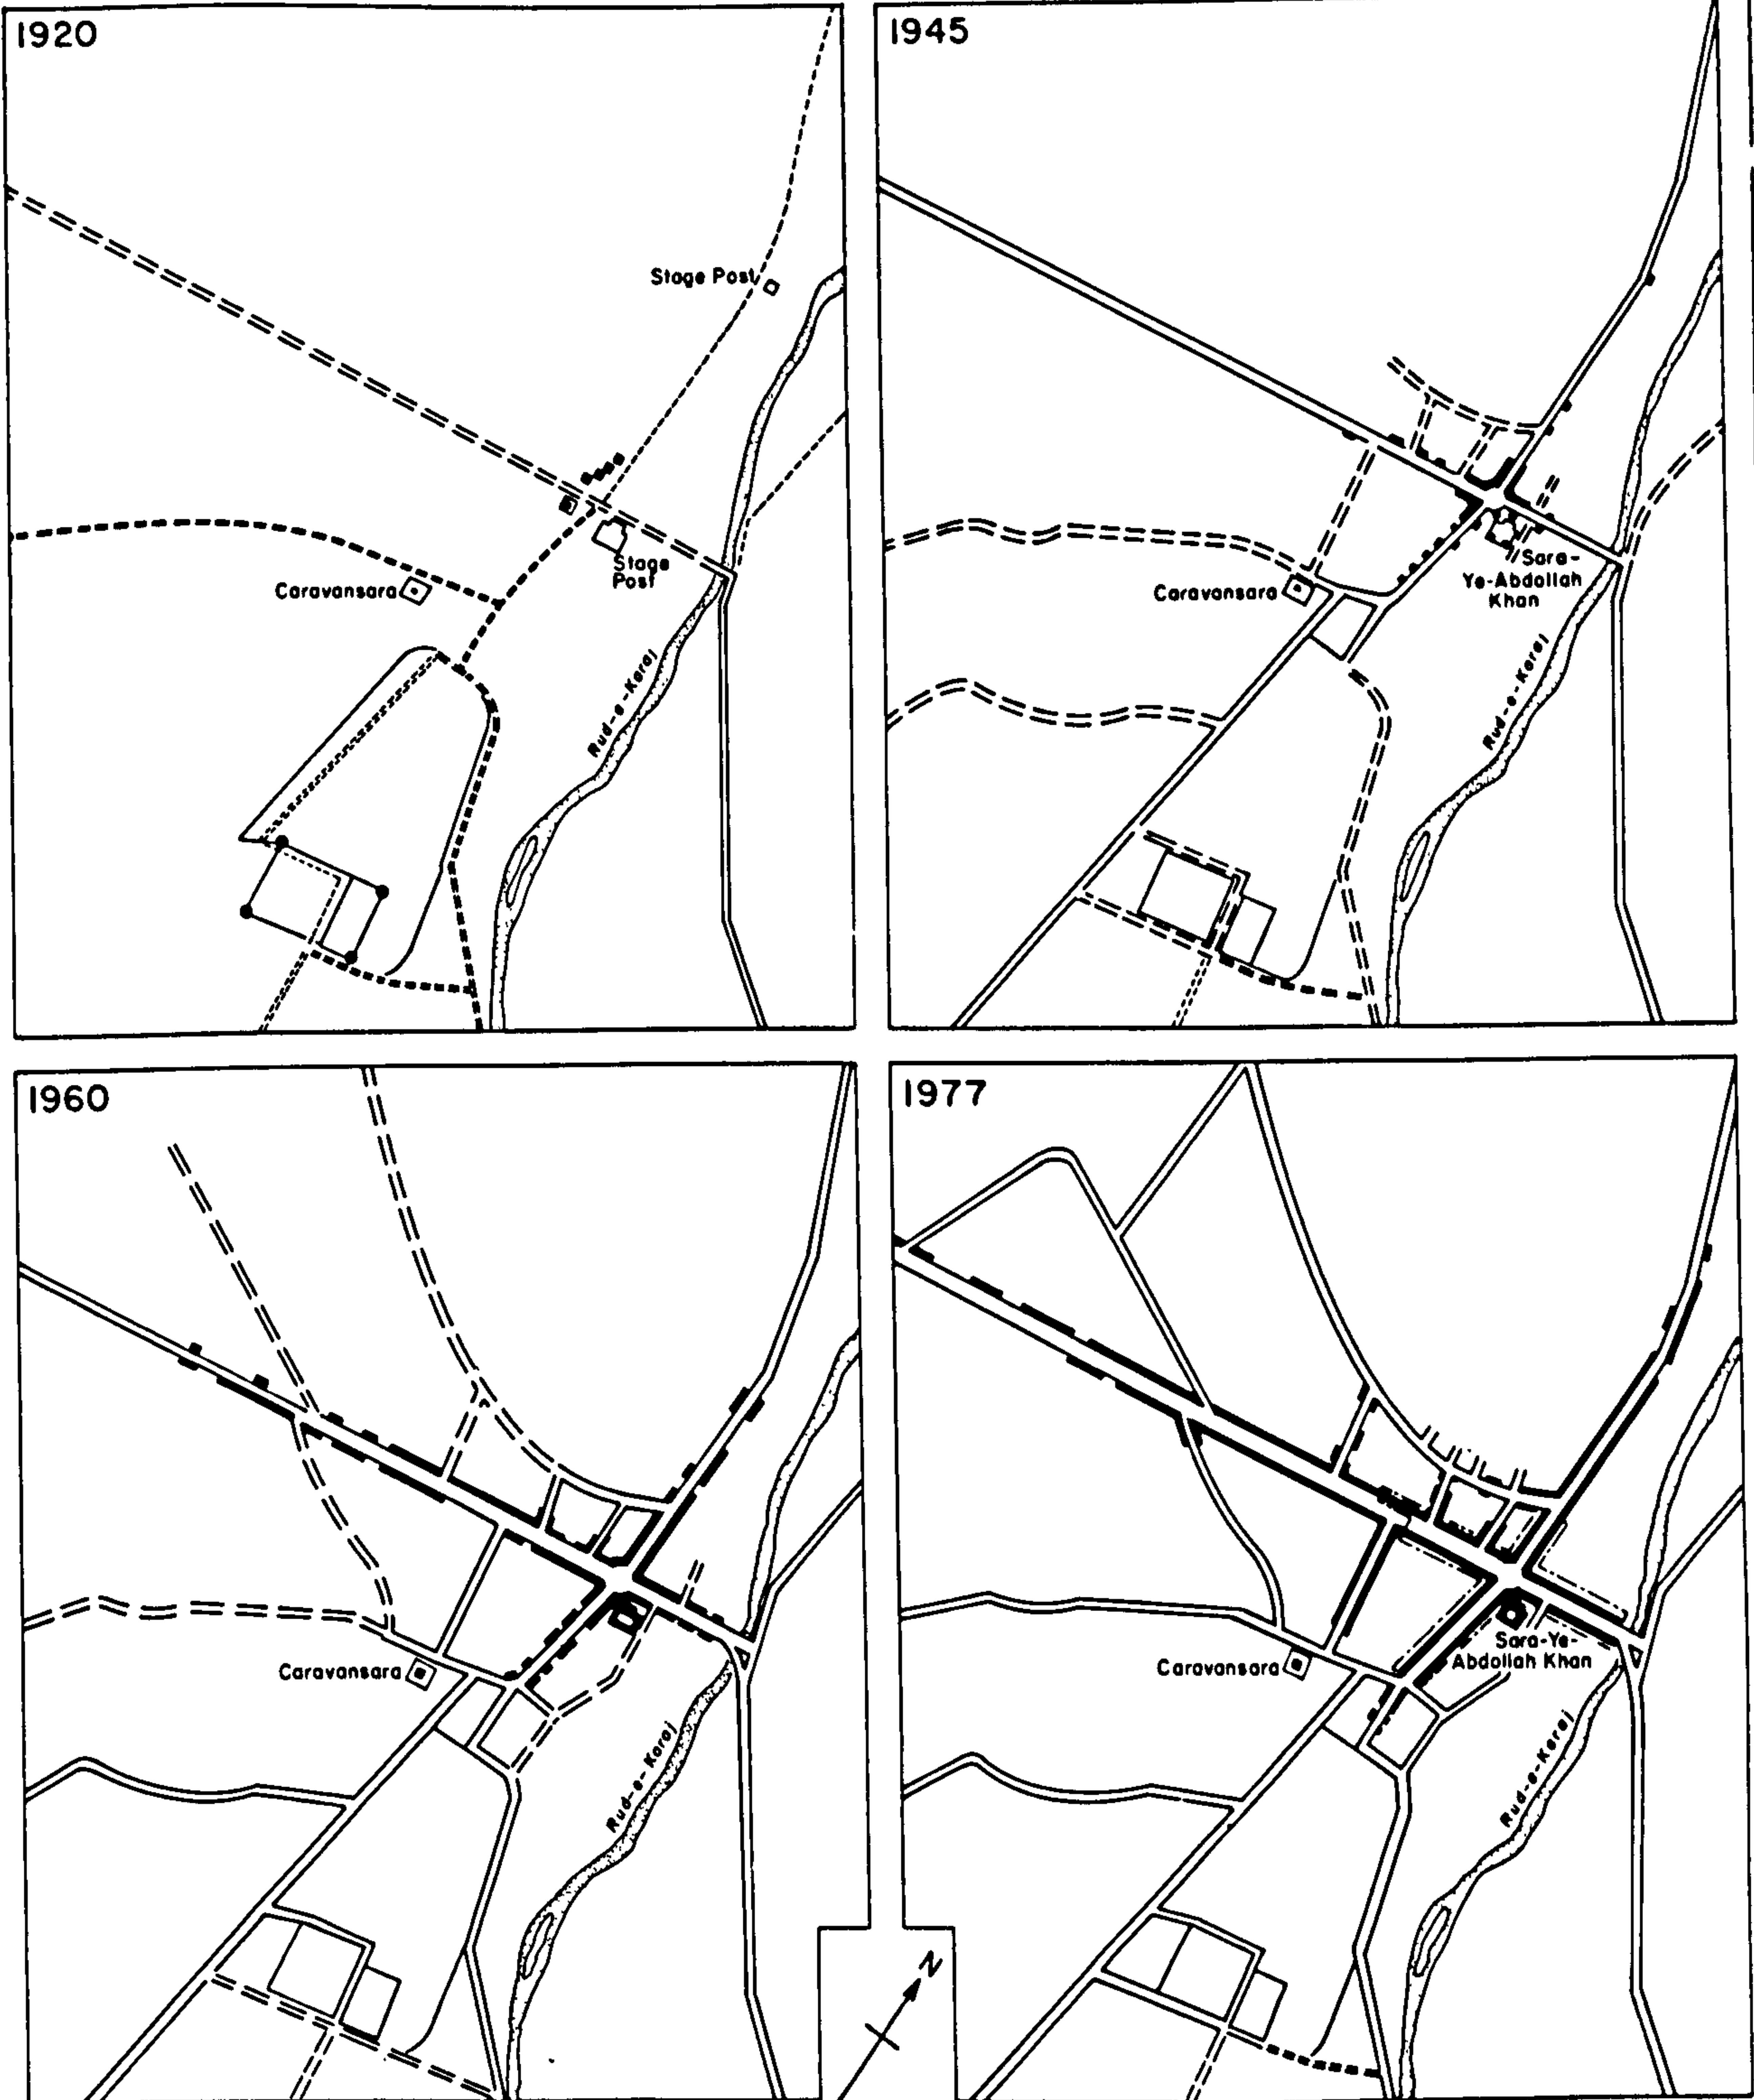 1920
Stage Post
Stage
Post
Caravansara
Rud-e-Karaj
1945
Caravansara
Sara-
Ye-Abdollah
Khan
Rud-e-Karaj
1960
Caravansara
Rud-e-Karaj
1977
Caravansara
Sara-Ye-
Abdollah Khan
Rud-e-Karaj
N